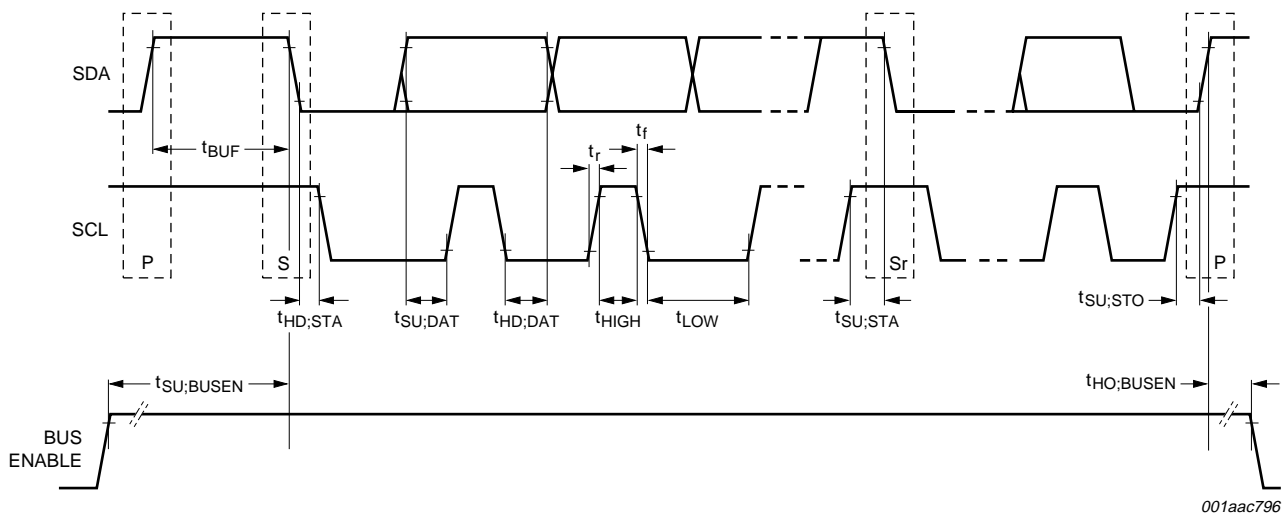 SDA
tBUF
tr
tf
SCL
P
S
Sr
P
tHD;STA
tSU;DAT
tHD;DAT
tHIGH
tLOW
tSU;STA
tSU;STO
tSU;BUSEN
tHO;BUSEN
BUS
ENABLE
001aac796